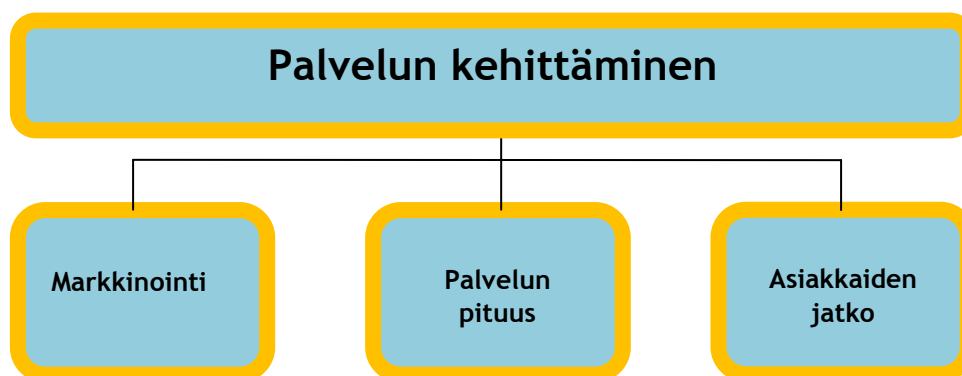 Palvelun kehittäminen
Markkinointi
Palvelun
pituus
Asiakkaiden
jatko